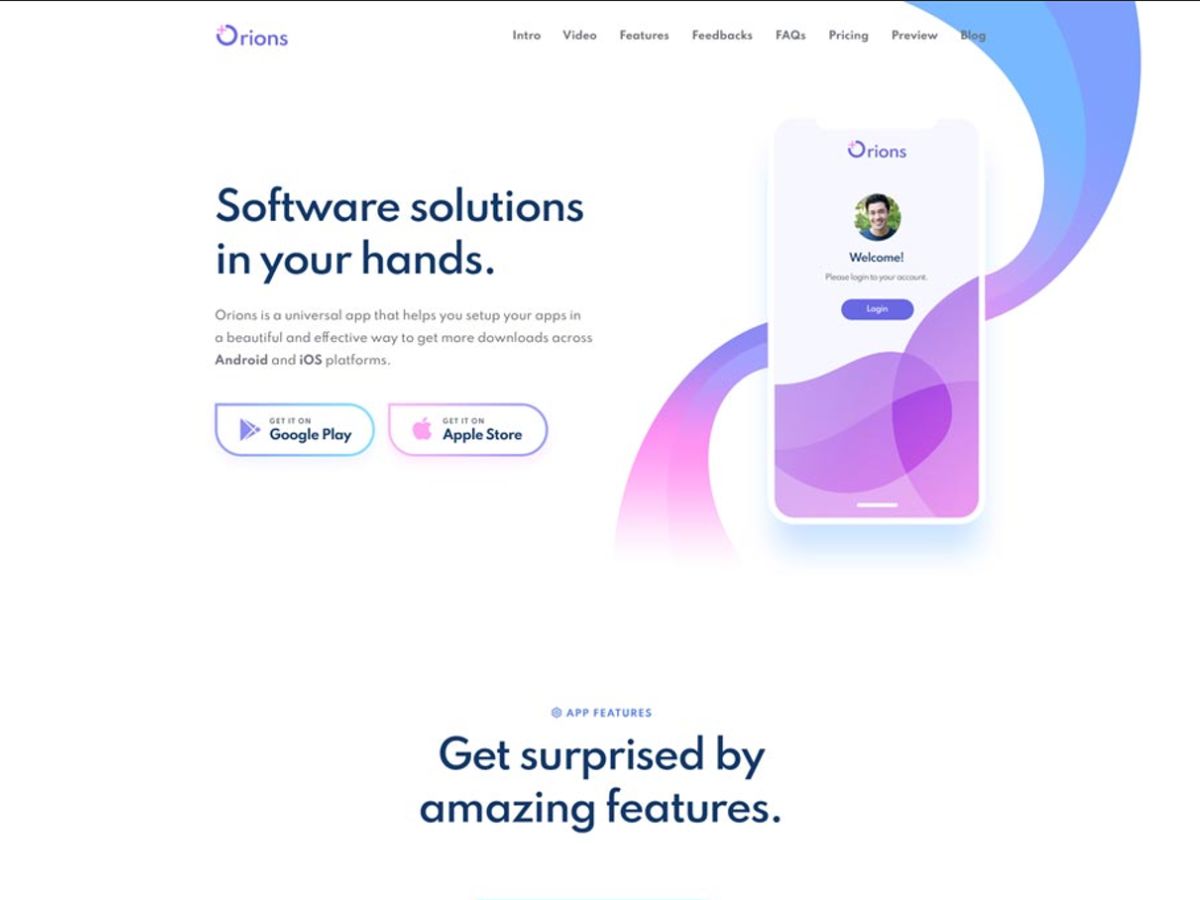 Orions
Intro Video Features Feedbacks FAQs Pricing Preview Blog
Software solutions
in your hands.
Orions is a universal app that helps you setup your apps in
a beautiful and effective way to get more downloads across
Android and iOS platforms.
GET IT ON
Google Play
GET IT ON
Apple Store
Orions
Welcome!
Please login to your account.
Login
APP FEATURES
Get surprised by
amazing features.